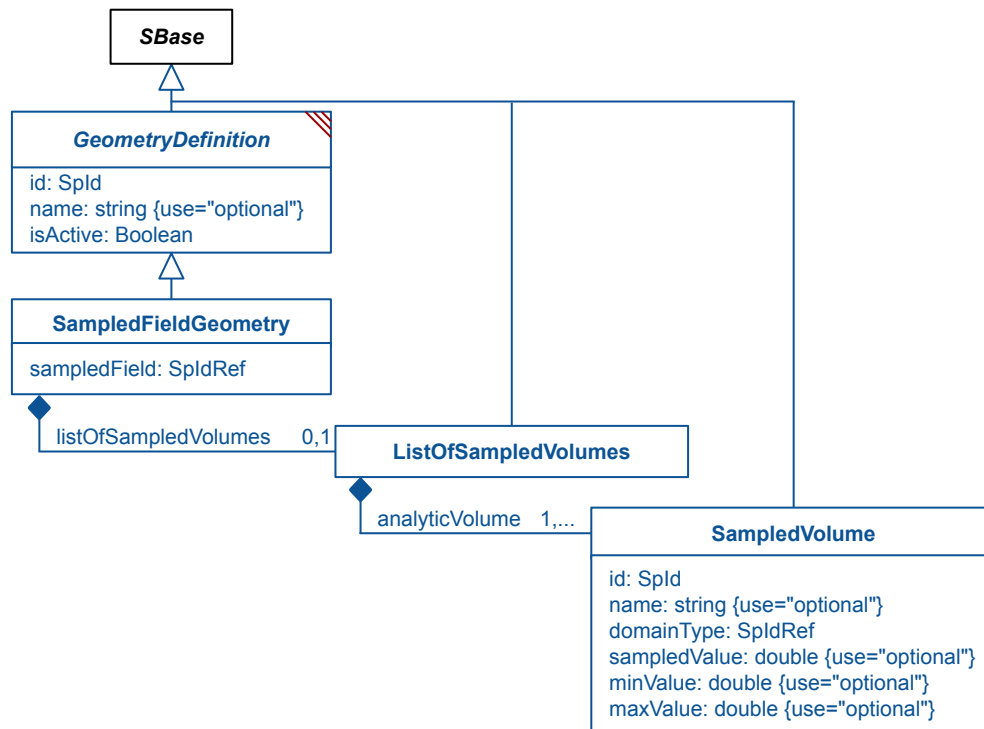 SBase
GeometryDefinition
id: SpId
name: string {use="optional"}
isActive: Boolean
SampledFieldGeometry
sampledField: SpIdRef
listOfSampledVolumes 0,1
ListOfSampledVolumes
analyticVolume 1,...
SampledVolume
id: SpId
name: string {use="optional"}
domainType: SpIdRef
sampledValue: double {use="optional"}
minValue: double {use="optional"}
maxValue: double {use="optional"}